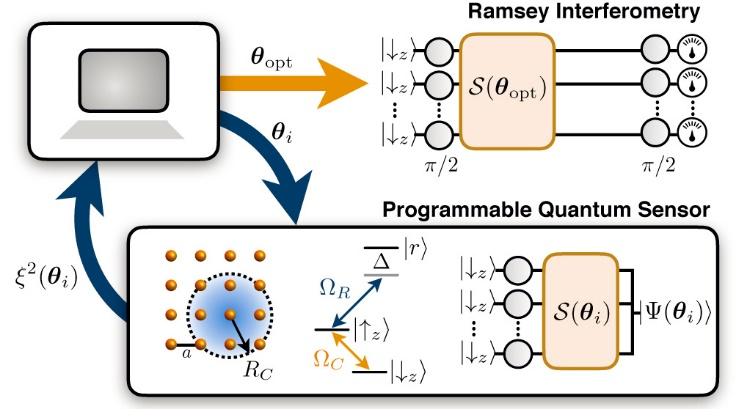 Ramsey Interferometry
θ_opt
|↓_z⟩
|↓_z⟩
|↓_z⟩
S(θ_opt)
π/2
π/2
θ_i
Programmable Quantum Sensor
ξ²(θ_i)
a
R_C
|r⟩
Δ
Ω_R
|↑_z⟩
Ω_C
|↓_z⟩
|↓_z⟩
|↓_z⟩
|↓_z⟩
S(θ_i)
|Ψ(θ_i)⟩